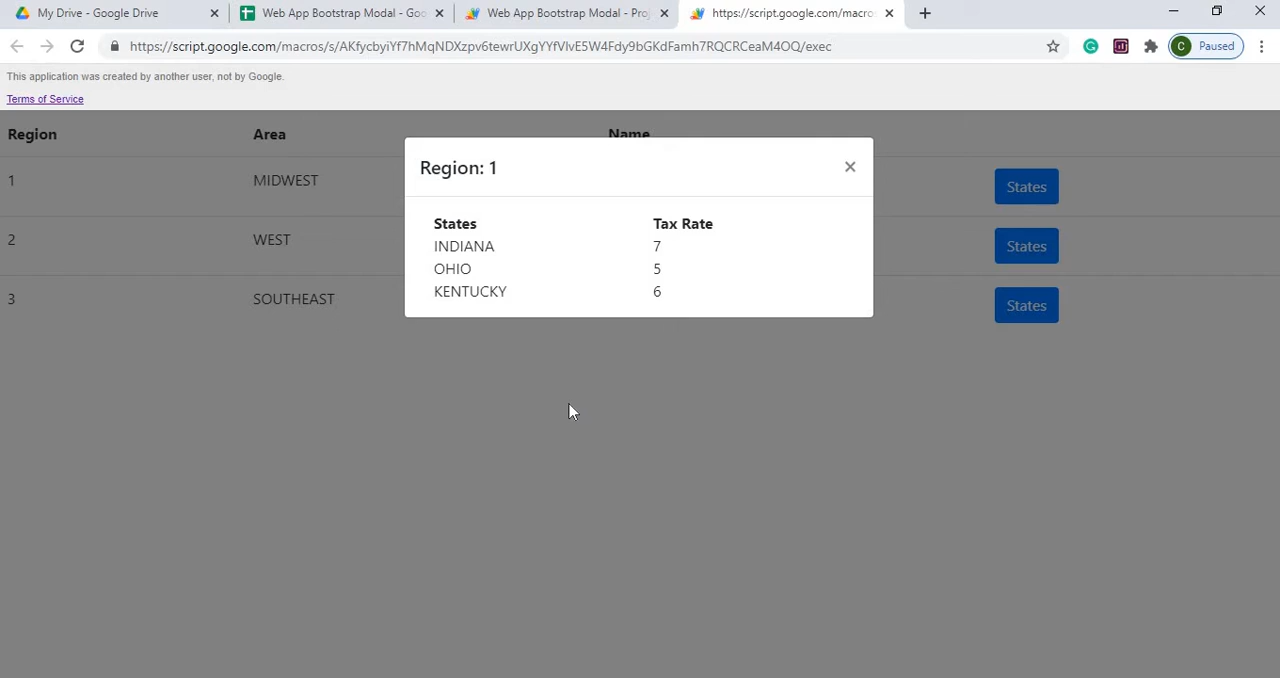 My Drive - Google Drive
Web App Bootstrap Modal - Goo
Web App Bootstrap Modal - Proj
https://script.google.com/macros
https://script.google.com/macros/s/AKfycbyiYf7hMqNDXzpv6tewrUXgYYfVlvE5W4Fdy9bGKdFamh7RQCRCeaM4OQ/exec
C Paused
This application was created by another user, not by Google.
Terms of Service
Region Area Name
Region: 1 ×
States Tax Rate
INDIANA 7
OHIO 5
KENTUCKY 6
1 MIDWEST States
2 WEST States
3 SOUTHEAST States